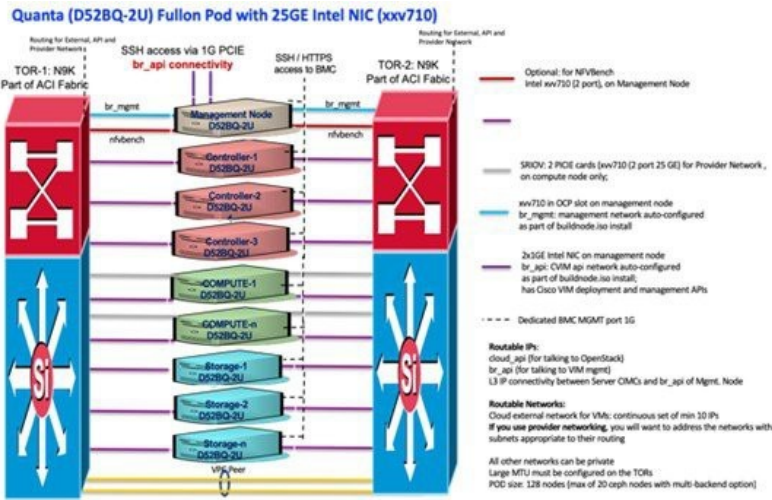 Quanta (D52BQ-2U) Fullon Pod with 25GE Intel NIC (xxv710)
Routing for External, API and
Provider Network
SSH access via 1G PCIE
br_api connectivity
SSH / HTTPS
access to BMC
Routing for External, API and
Provider Network
TOR-1: N9K
Part of ACI Fabric
TOR-2: N9K
Part of ACI Fabic
br_mgmt
Management Node
D52BQ-2U
br_mgmt
nfvbench
nfvbench
Controller-1
D52BQ-2U
Controller-2
D52BQ-2U
Controller-3
D52BQ-2U
COMPUTE-1
D52BQ-2U
COMPUTE-n
D52BQ-2U
Storage-1
D52BQ-2U
Storage-2
D52BQ-2U
Storage-n
D52BQ-2U
Si
Si
VPC Peer
Optional: for NFVBench
Intel xvv710 (2 port), on Management Node
SRIOV: 2 PICIE cards (xvv710 (2 port 25 GE) for Provider Network ,
on compute node only;
xvv710 in OCP slot on management node
br_mgmt: management network auto-configured
as part of buildnode.iso install
2x1GE Intel NIC on management node
br_api: CVIM api network auto-configured
as part of buildnode.iso install;
has Cisco VIM deployment and management APIs
Dedicated BMC MGMT port 1G
Routable IPs:
cloud_api (for talking to OpenStack)
br_api (for talking to VIM mgmt)
L3 IP connectivity between Server CIMCs and br_api of Mgmt. Node
Routable Networks:
Cloud external network for VMs: continuous set of min 10 IPs
If you use provider networking, you will want to address the networks with
subnets appropriate to their routing
All other networks can be private
Large MTU must be configured on the TORs
POD size: 128 nodes (max of 20 ceph nodes with multi-backend option)